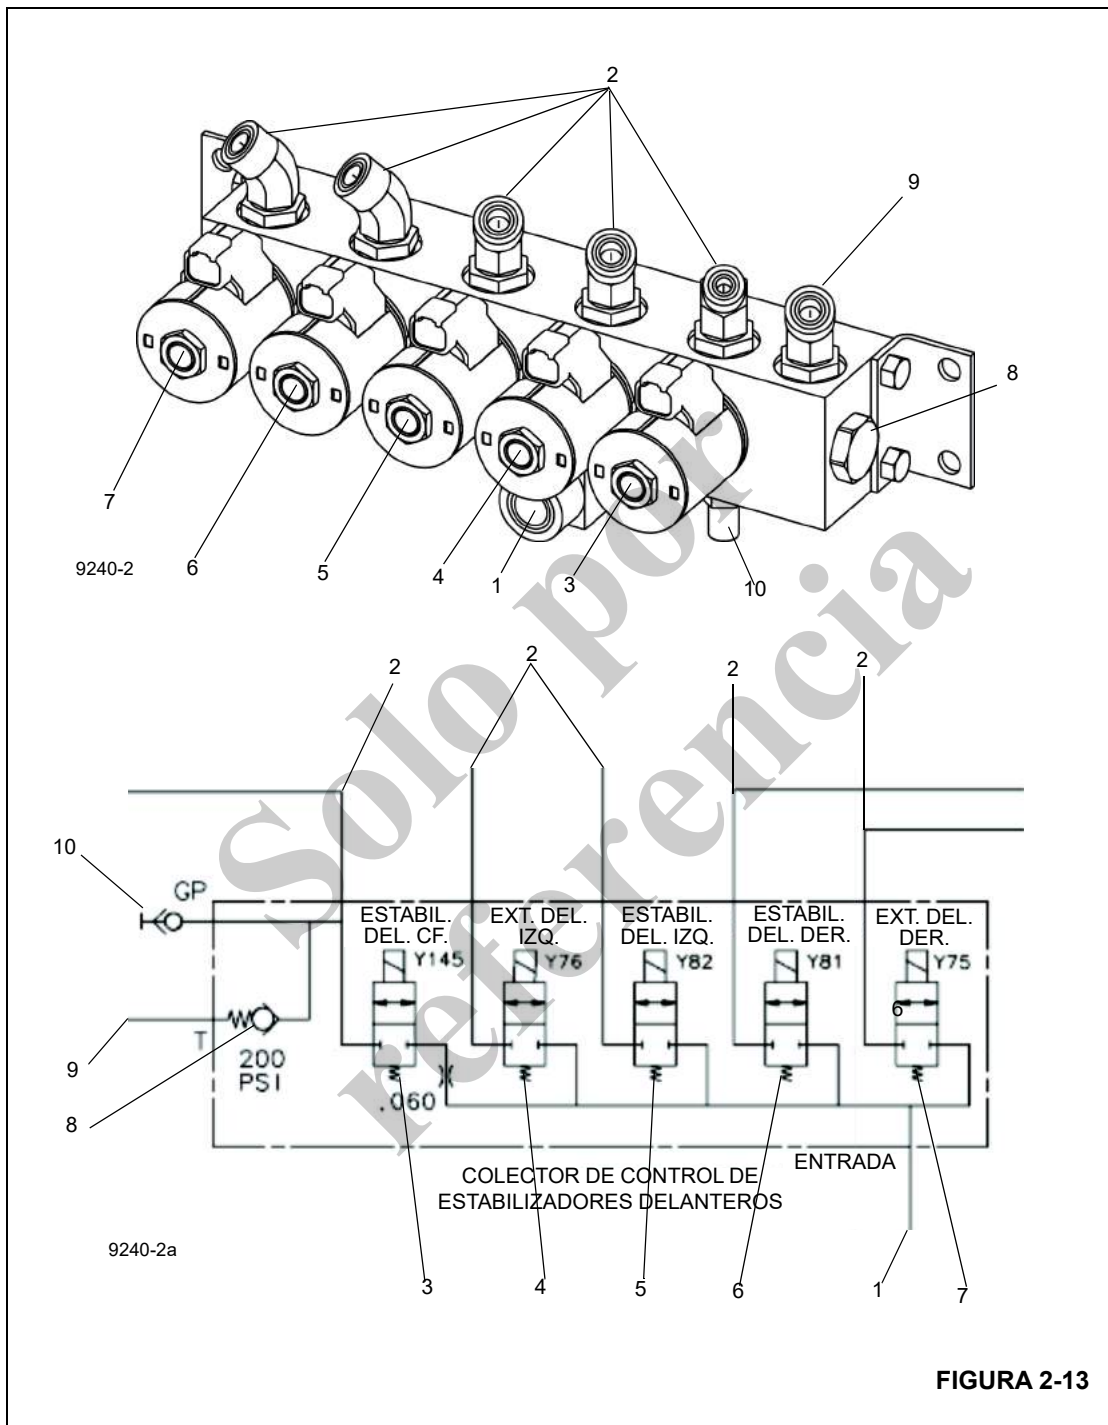 2
9
8
7
9240-2
6
5
4
1
3
10
2
2
2
2
10
GP
ESTABIL.
DEL. CF.
Y145
EXT. DEL.
IZQ.
Y76
ESTABIL.
DEL. IZQ.
Y82
ESTABIL.
DEL. DER.
Y81
EXT. DEL.
DER.
Y75
6
T
200
PSI
9
8
.060
ENTRADA
COLECTOR DE CONTROL DE
ESTABILIZADORES DELANTEROS
9240-2a
3
4
5
6
1
7
Solo por
referencia
FIGURA 2-13